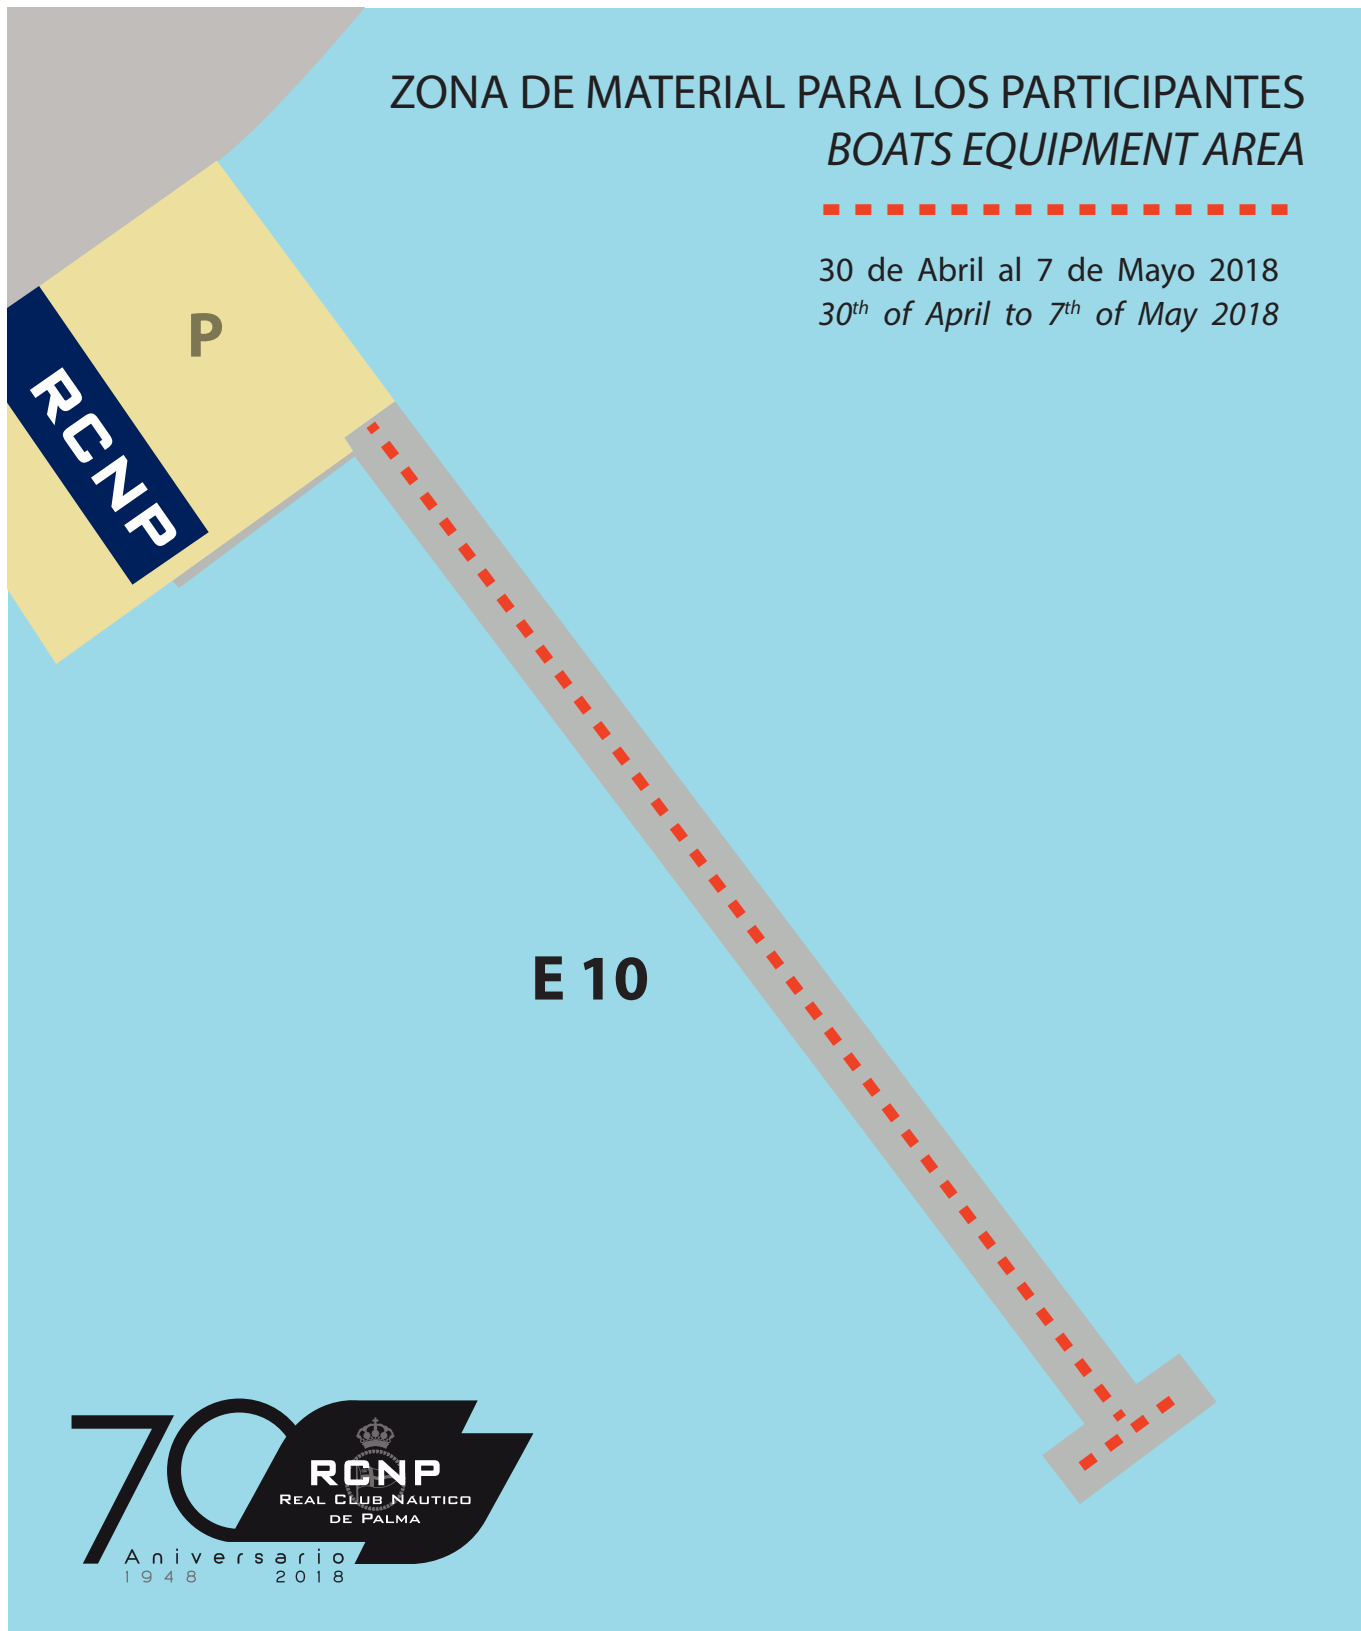 ZONA DE MATERIAL PARA LOS PARTICIPANTES
BOATS EQUIPMENT AREA
30 de Abril al 7 de Mayo 2018
30th of April to 7th of May 2018
P
RCNP
E 10
70
RCNP
REAL CLUB NAUTICO
DE PALMA
Aniversario
1948 2018